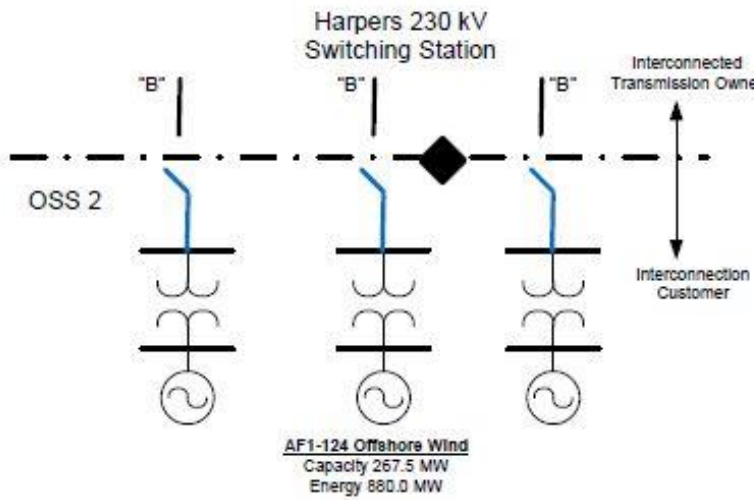 Harpers 230 kV
Switching Station
Interconnected
Transmission Owne
"B"
"B"
"B"
OSS 2
Interconnection
Customer
AF1-124 Offshore Wind
Capacity 267.5 MW
Energy 880.0 MW